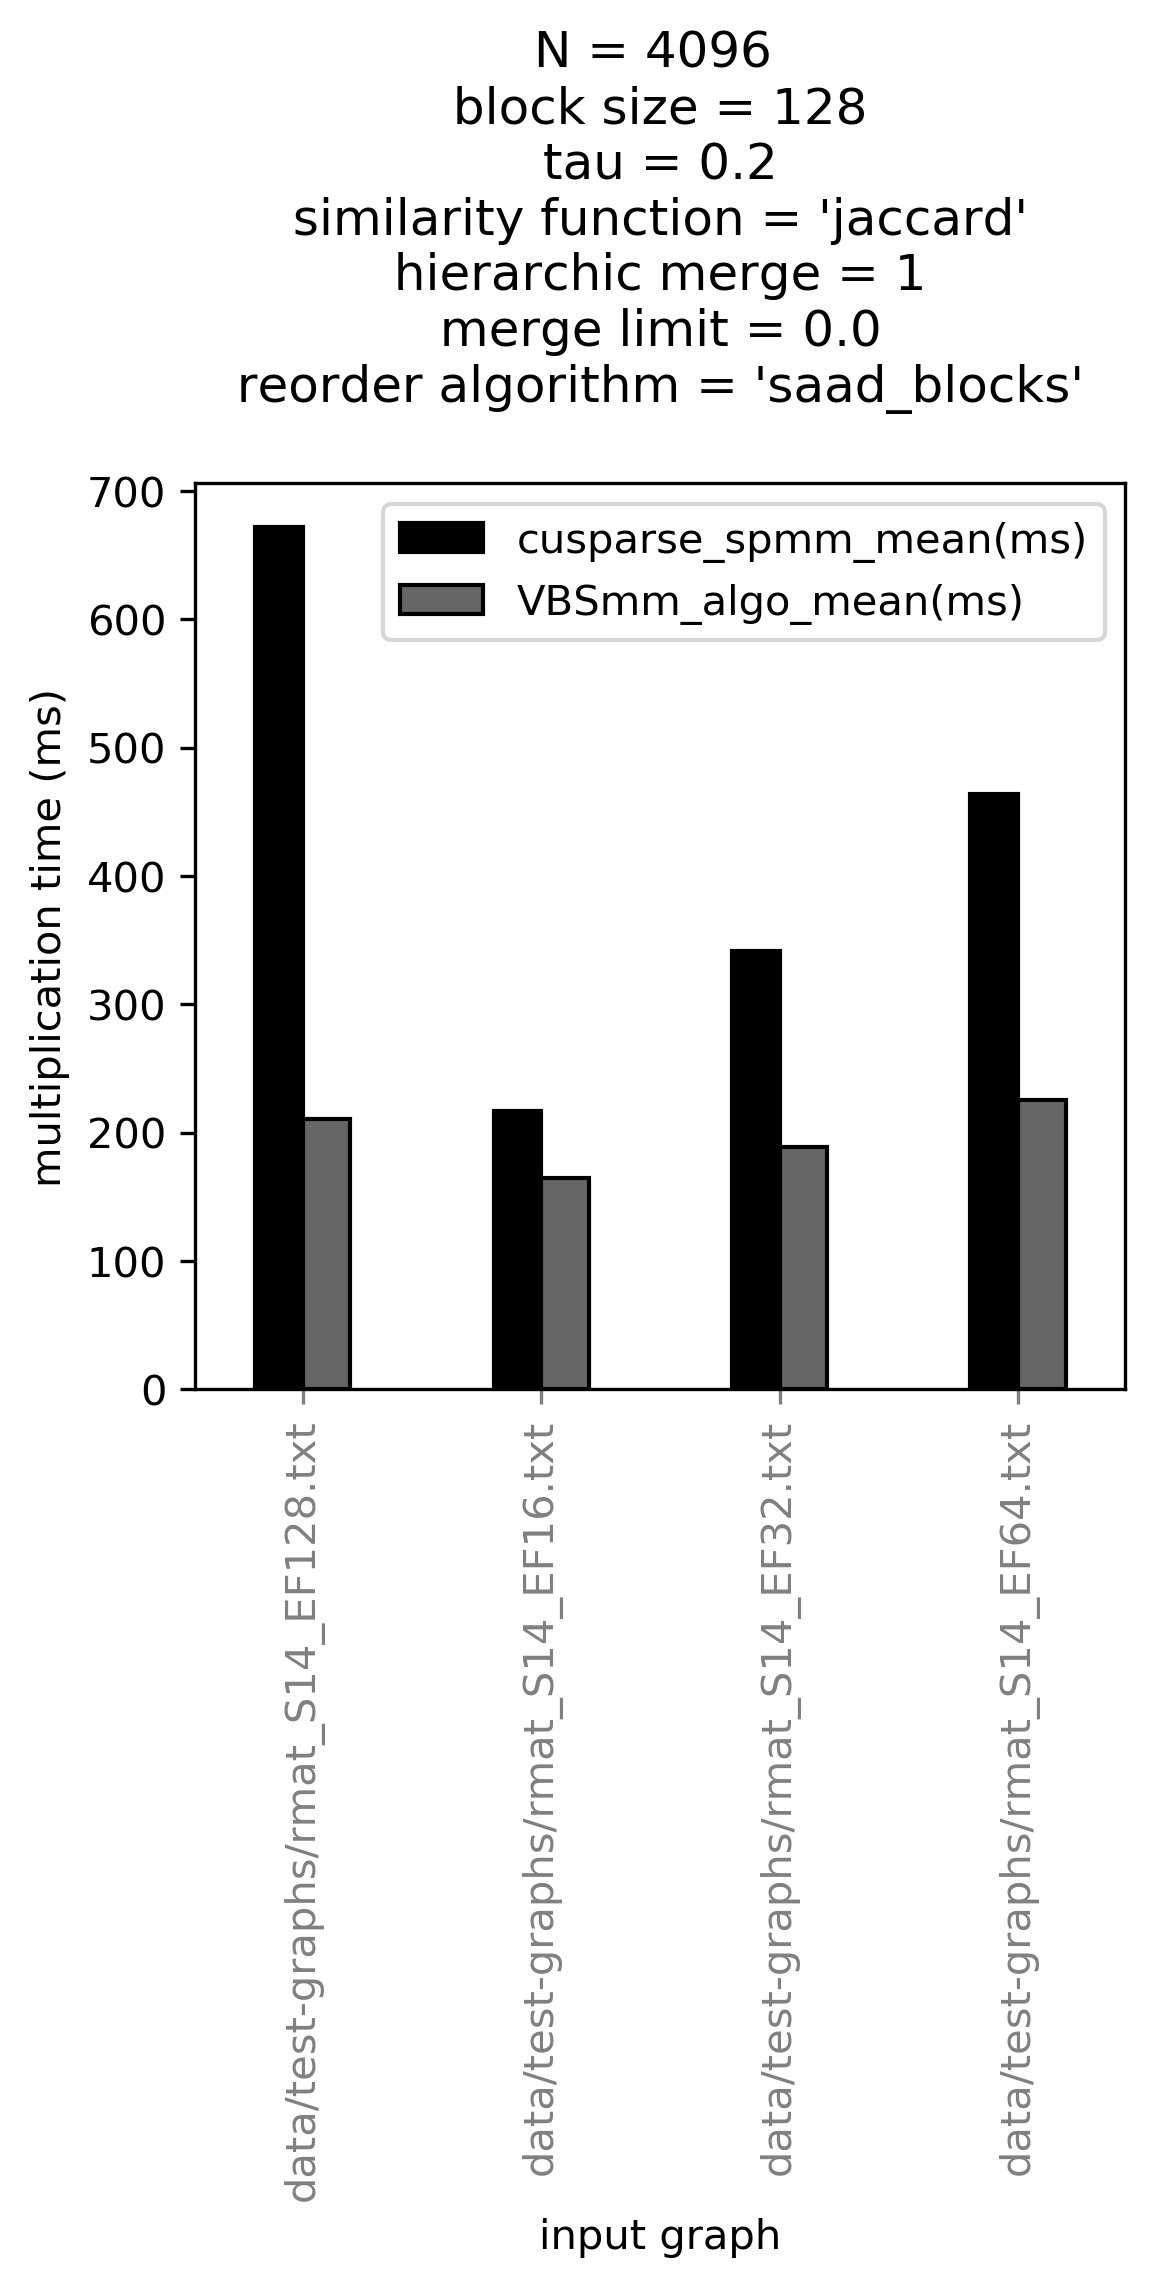 N = 4096
block size = 128
tau = 0.2
similarity function = 'jaccard'
hierarchic merge = 1
merge limit = 0.0
reorder algorithm = 'saad_blocks'
cusparse_spmm_mean(ms)
VBSmm_algo_mean(ms)
multiplication time (ms)
700
600
500
400
300
200
100
0
data/test-graphs/rmat_S14_EF128.txt
data/test-graphs/rmat_S14_EF16.txt
data/test-graphs/rmat_S14_EF32.txt
data/test-graphs/rmat_S14_EF64.txt
input graph